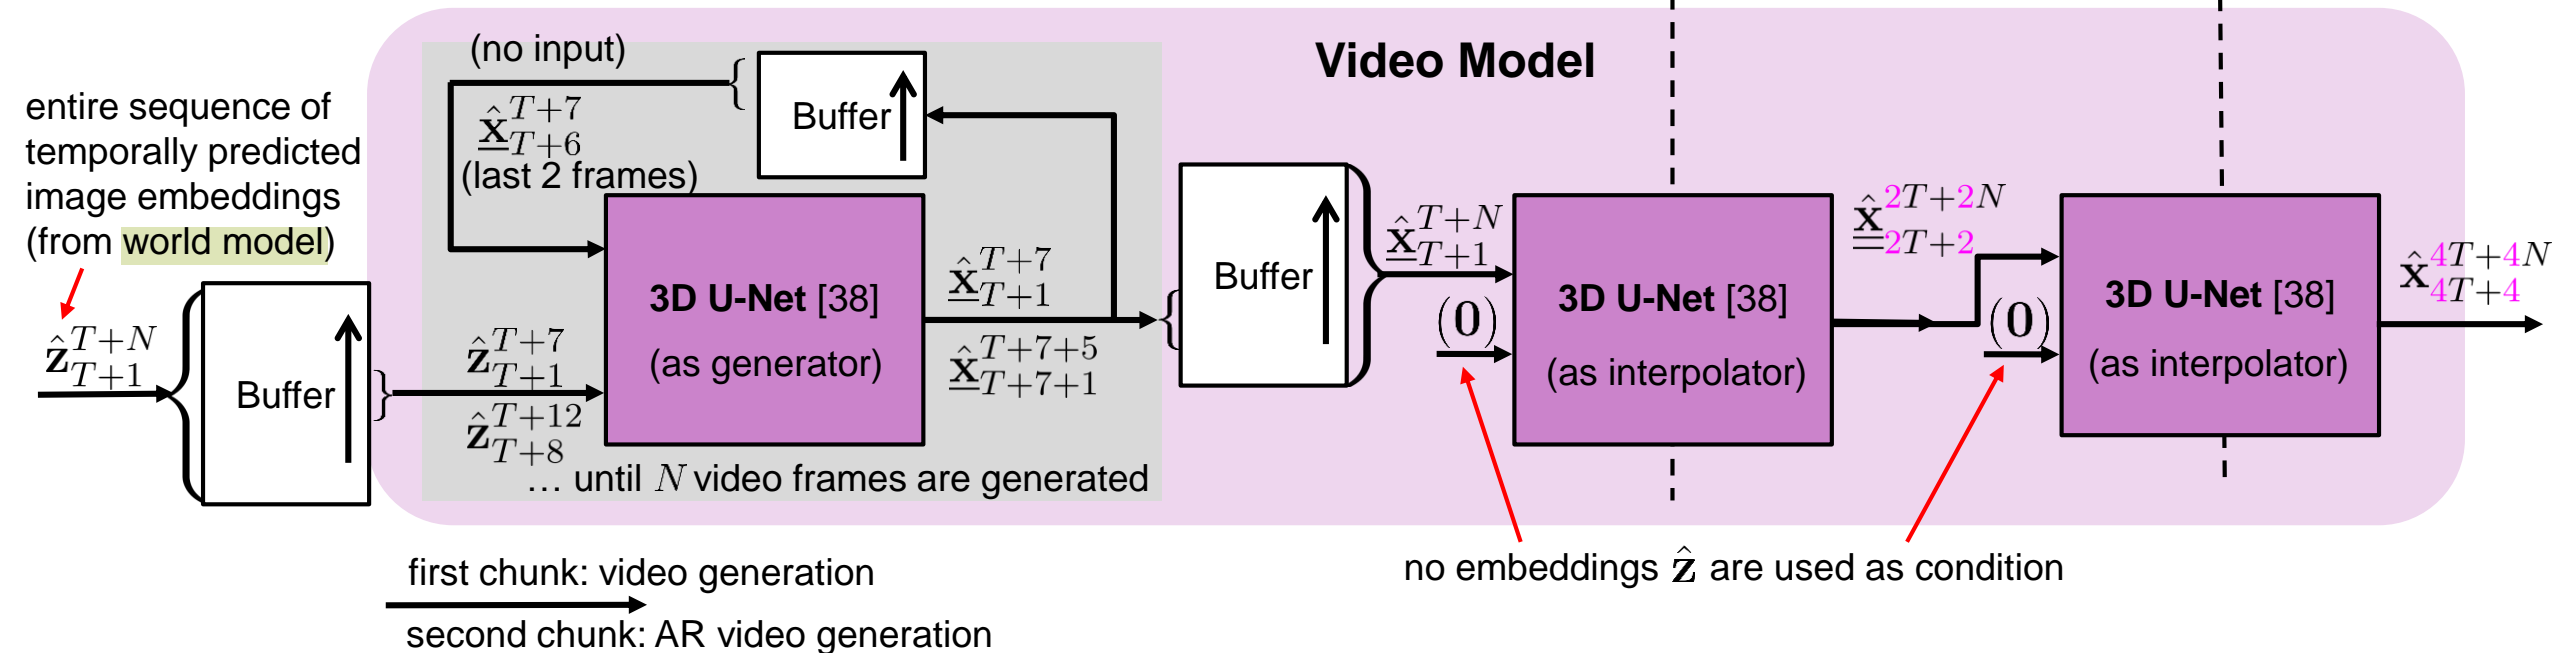 Video Model
entire sequence of
temporally predicted
image embeddings
(from world model)
ẑ_{T+1}^{T+N}
Buffer
(no input)
x̲̂_{T+6}^{T+7}
(last 2 frames)
Buffer
ẑ_{T+1}^{T+7}
ẑ_{T+8}^{T+12}
3D U-Net [38]
(as generator)
x̲̂_{T+1}^{T+7}
x̲̂_{T+7+1}^{T+7+5}
… until N video frames are generated
Buffer
x̲̂_{T+1}^{T+N}
(0)
3D U-Net [38]
(as interpolator)
x̳̂_{2T+2}^{2T+2N}
(0)
3D U-Net [38]
(as interpolator)
x̂_{4T+4}^{4T+4N}
no embeddings ẑ are used as condition
first chunk: video generation
second chunk: AR video generation